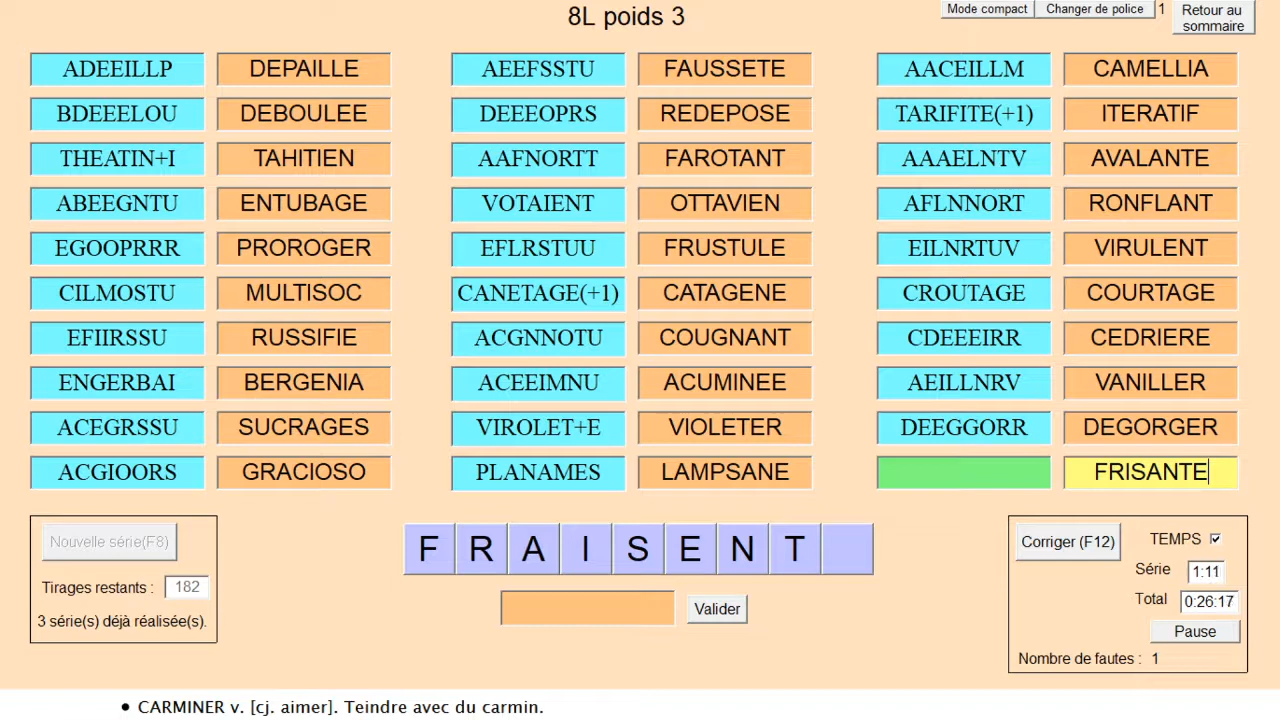 8L poids 3
Mode compact Changer de police 1 Retour au sommaire
ADEEILLP DEPAILLE AEEFSSTU FAUSSETE AACEILLM CAMELLIA
BDEEELOU DEBOULEE DEEEOPRS REDEPOSE TARIFITE(+1) ITERATIF
THEATIN+I TAHITIEN AAFNORTT FAROTANT AAAELNTV AVALANTE
ABEEGNTU ENTUBAGE VOTAIENT OTTAVIEN AFLNNORT RONFLANT
EGOOPRRR PROROGER EFLRSTUU FRUSTULE EILNRTUV VIRULENT
CILMOSTU MULTISOC CANETAGE(+1) CATAGENE CROUTAGE COURTAGE
EFIIRSSU RUSSIFIE ACGNNOTU COUGNANT CDEEEIRR CEDRIERE
ENGERBAI BERGENIA ACEEIMNU ACUMINEE AEILLNRV VANILLER
ACEGRSSU SUCRAGES VIROLET+E VIOLETER DEEGGORR DEGORGER
ACGIOORS GRACIOSO PLANAMES LAMPSANE FRISANTE
Nouvelle série(F8)
Tirages restants : 182
3 série(s) déjà réalisée(s).
F R A I S E N T
Valider
Corriger (F12) TEMPS
Série 1:11
Total 0:26:17
Pause
Nombre de fautes : 1
• CARMINER v. [cj. aimer]. Teindre avec du carmin.